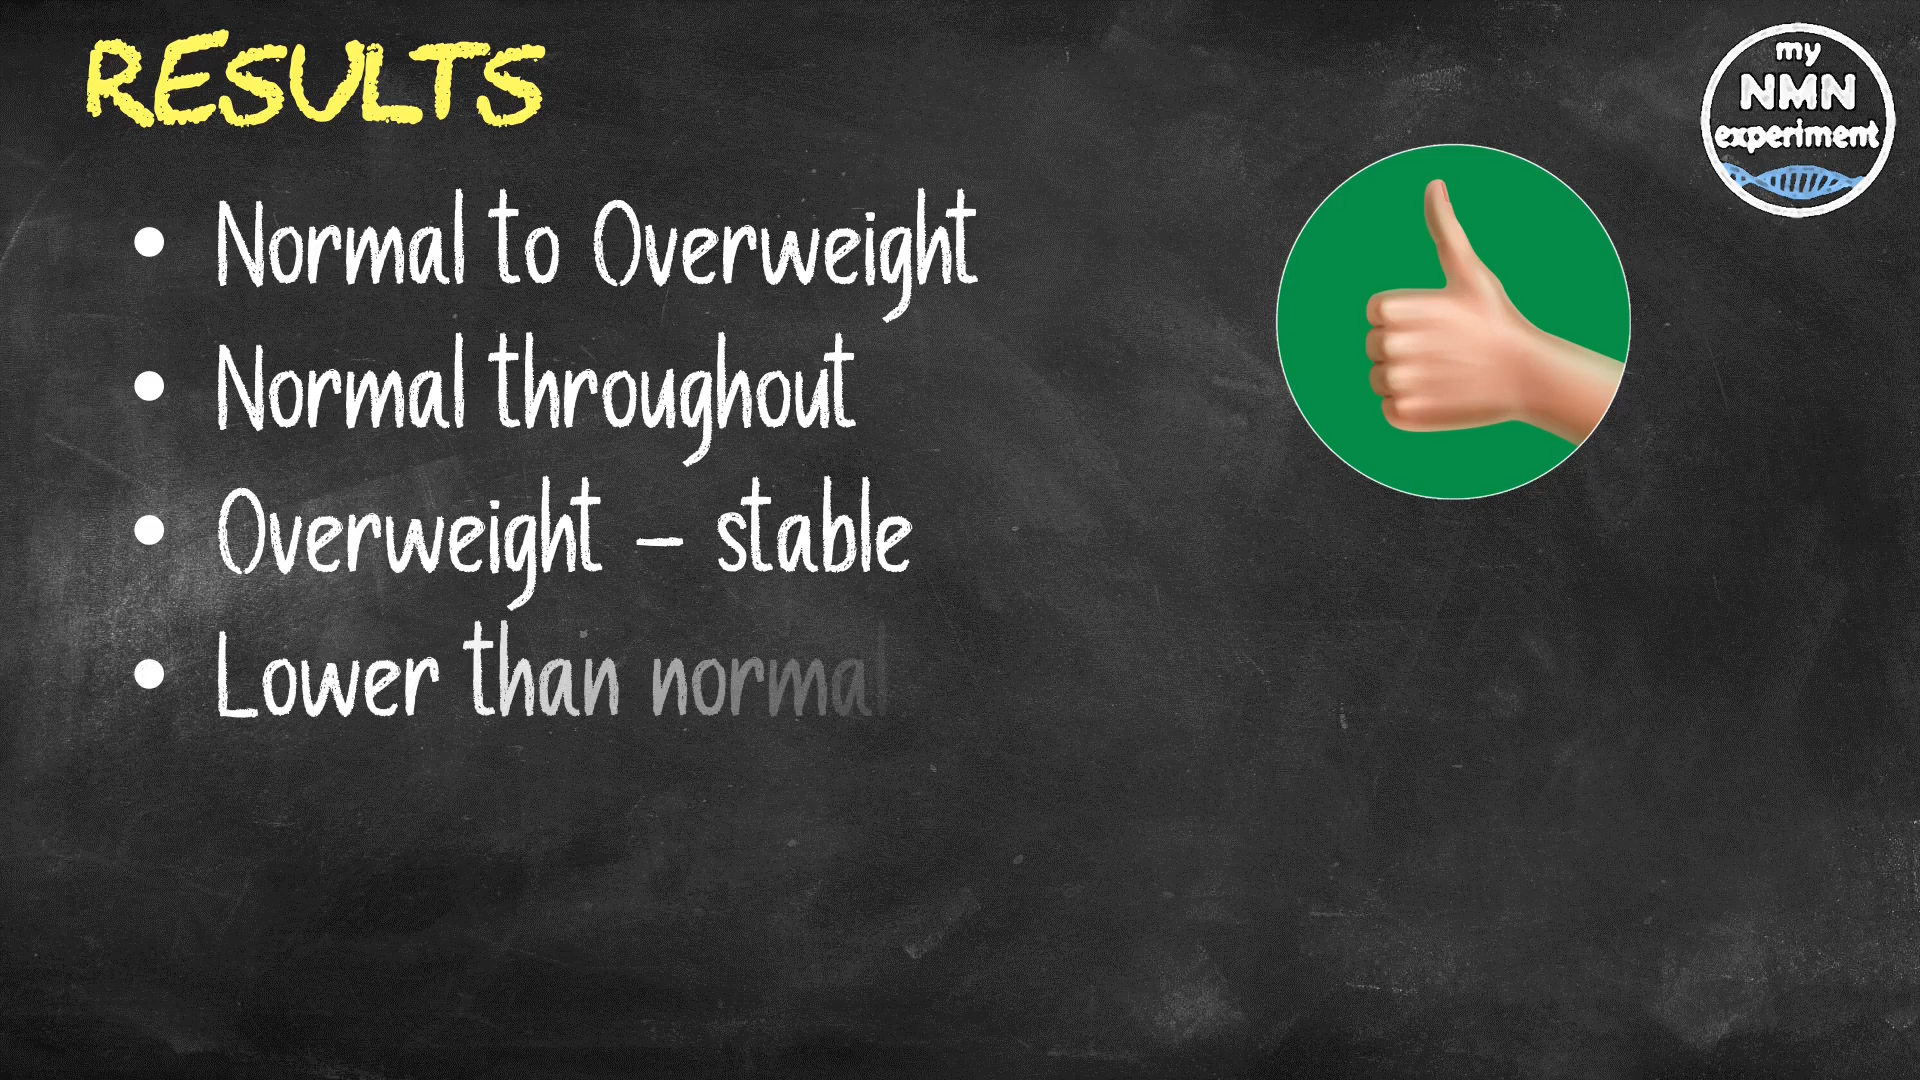 RESULTS
my
NMN
experiment
• Normal to Overweight
• Normal throughout
• Overweight – stable
• Lower than normal